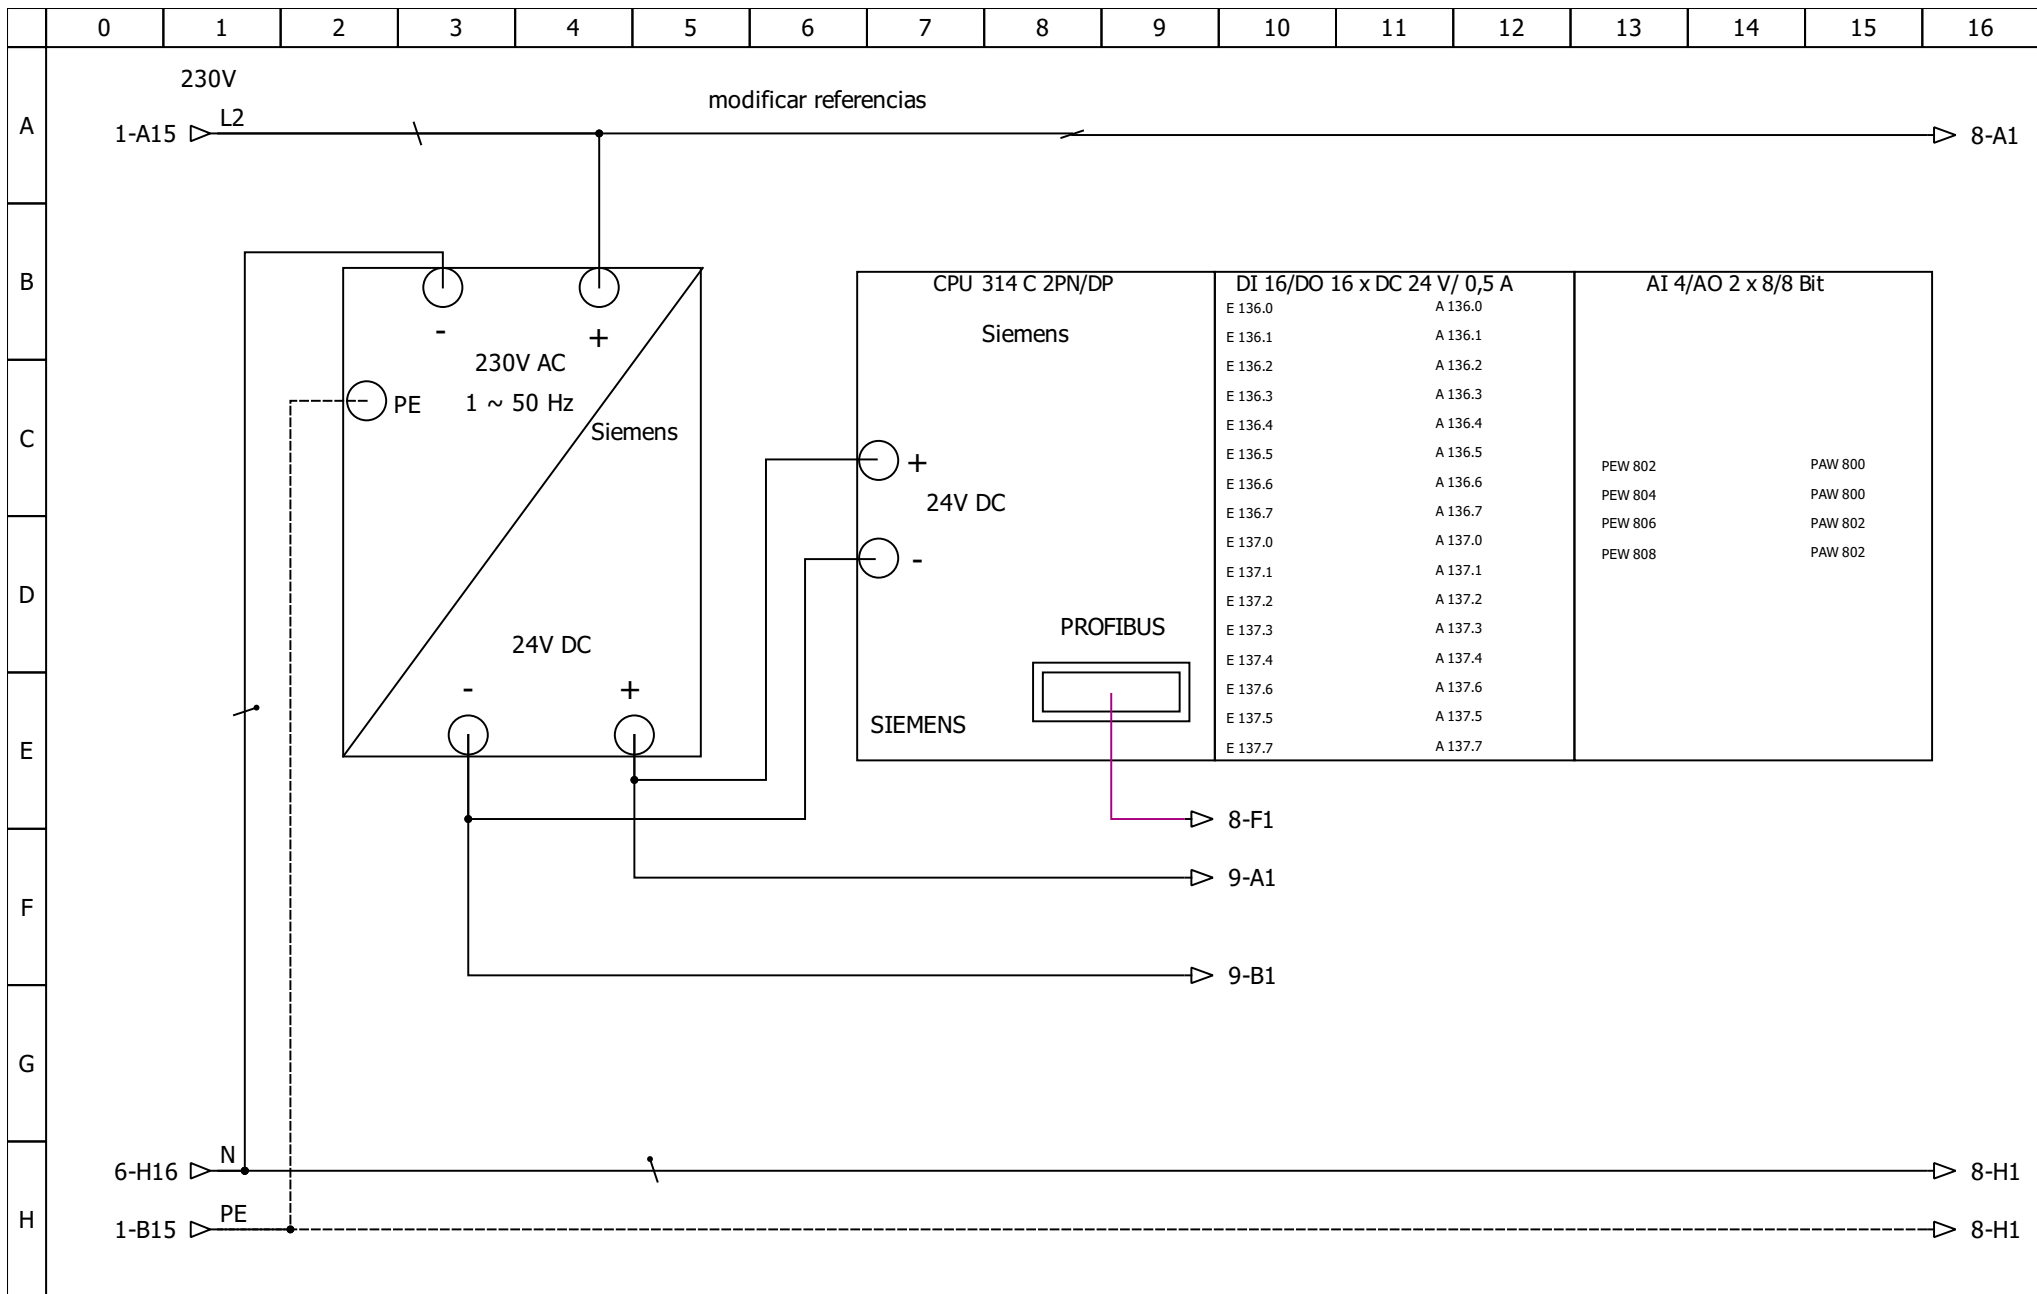 0 1 2 3 4 5 6 7 8 9 10 11 12 13 14 15 16
230V
modificar referencias
A 1-A15 L2 8-A1
B
CPU 314 C 2PN/DP DI 16/DO 16 x DC 24 V/ 0,5 A AI 4/AO 2 x 8/8 Bit
E 136.0 A 136.0
- + Siemens E 136.1 A 136.1
230V AC E 136.2 A 136.2
PE 1 ~ 50 Hz E 136.3 A 136.3
Siemens E 136.4 A 136.4
C
E 136.5 A 136.5
+ PEW 802 PAW 800
E 136.6 A 136.6
24V DC PEW 804 PAW 800
E 136.7 A 136.7
PEW 806 PAW 802
E 137.0 A 137.0
- PEW 808 PAW 802
E 137.1 A 137.1
D
E 137.2 A 137.2
PROFIBUS E 137.3 A 137.3
24V DC
E 137.4 A 137.4
- + E 137.6 A 137.6
SIEMENS E 137.5 A 137.5
E E 137.7 A 137.7
8-F1
9-A1
F
9-B1
G
N
6-H16 8-H1
H PE
1-B15 8-H1